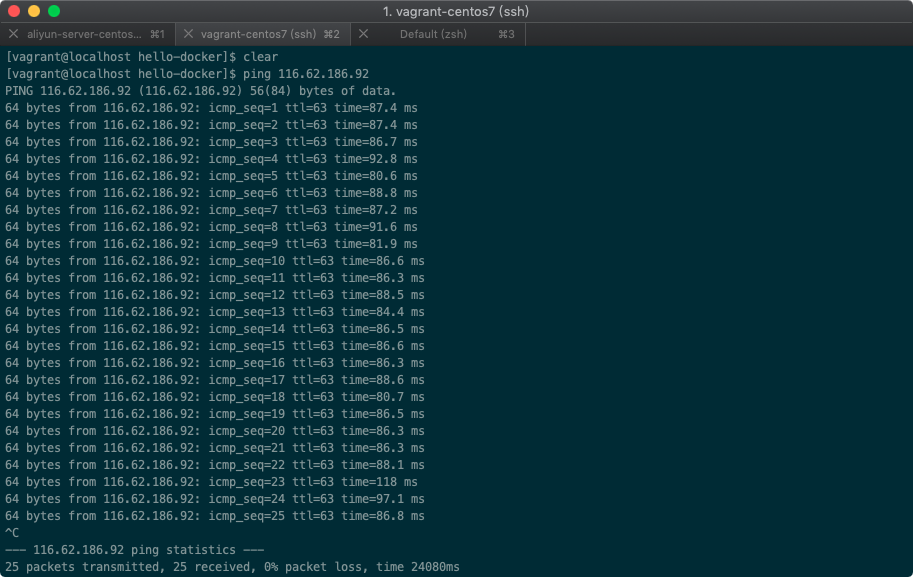 1. vagrant-centos7 (ssh)
aliyun-server-centos... ⌘1 vagrant-centos7 (ssh) ⌘2 Default (zsh) ⌘3
[vagrant@localhost hello-docker]$ clear
[vagrant@localhost hello-docker]$ ping 116.62.186.92
PING 116.62.186.92 (116.62.186.92) 56(84) bytes of data.
64 bytes from 116.62.186.92: icmp_seq=1 ttl=63 time=87.4 ms
64 bytes from 116.62.186.92: icmp_seq=2 ttl=63 time=87.4 ms
64 bytes from 116.62.186.92: icmp_seq=3 ttl=63 time=86.7 ms
64 bytes from 116.62.186.92: icmp_seq=4 ttl=63 time=92.8 ms
64 bytes from 116.62.186.92: icmp_seq=5 ttl=63 time=80.6 ms
64 bytes from 116.62.186.92: icmp_seq=6 ttl=63 time=88.8 ms
64 bytes from 116.62.186.92: icmp_seq=7 ttl=63 time=87.2 ms
64 bytes from 116.62.186.92: icmp_seq=8 ttl=63 time=91.6 ms
64 bytes from 116.62.186.92: icmp_seq=9 ttl=63 time=81.9 ms
64 bytes from 116.62.186.92: icmp_seq=10 ttl=63 time=86.6 ms
64 bytes from 116.62.186.92: icmp_seq=11 ttl=63 time=86.3 ms
64 bytes from 116.62.186.92: icmp_seq=12 ttl=63 time=88.5 ms
64 bytes from 116.62.186.92: icmp_seq=13 ttl=63 time=84.4 ms
64 bytes from 116.62.186.92: icmp_seq=14 ttl=63 time=86.5 ms
64 bytes from 116.62.186.92: icmp_seq=15 ttl=63 time=86.6 ms
64 bytes from 116.62.186.92: icmp_seq=16 ttl=63 time=86.3 ms
64 bytes from 116.62.186.92: icmp_seq=17 ttl=63 time=88.6 ms
64 bytes from 116.62.186.92: icmp_seq=18 ttl=63 time=80.7 ms
64 bytes from 116.62.186.92: icmp_seq=19 ttl=63 time=86.5 ms
64 bytes from 116.62.186.92: icmp_seq=20 ttl=63 time=86.3 ms
64 bytes from 116.62.186.92: icmp_seq=21 ttl=63 time=86.3 ms
64 bytes from 116.62.186.92: icmp_seq=22 ttl=63 time=88.1 ms
64 bytes from 116.62.186.92: icmp_seq=23 ttl=63 time=118 ms
64 bytes from 116.62.186.92: icmp_seq=24 ttl=63 time=97.1 ms
64 bytes from 116.62.186.92: icmp_seq=25 ttl=63 time=86.8 ms
^C
--- 116.62.186.92 ping statistics ---
25 packets transmitted, 25 received, 0% packet loss, time 24080ms